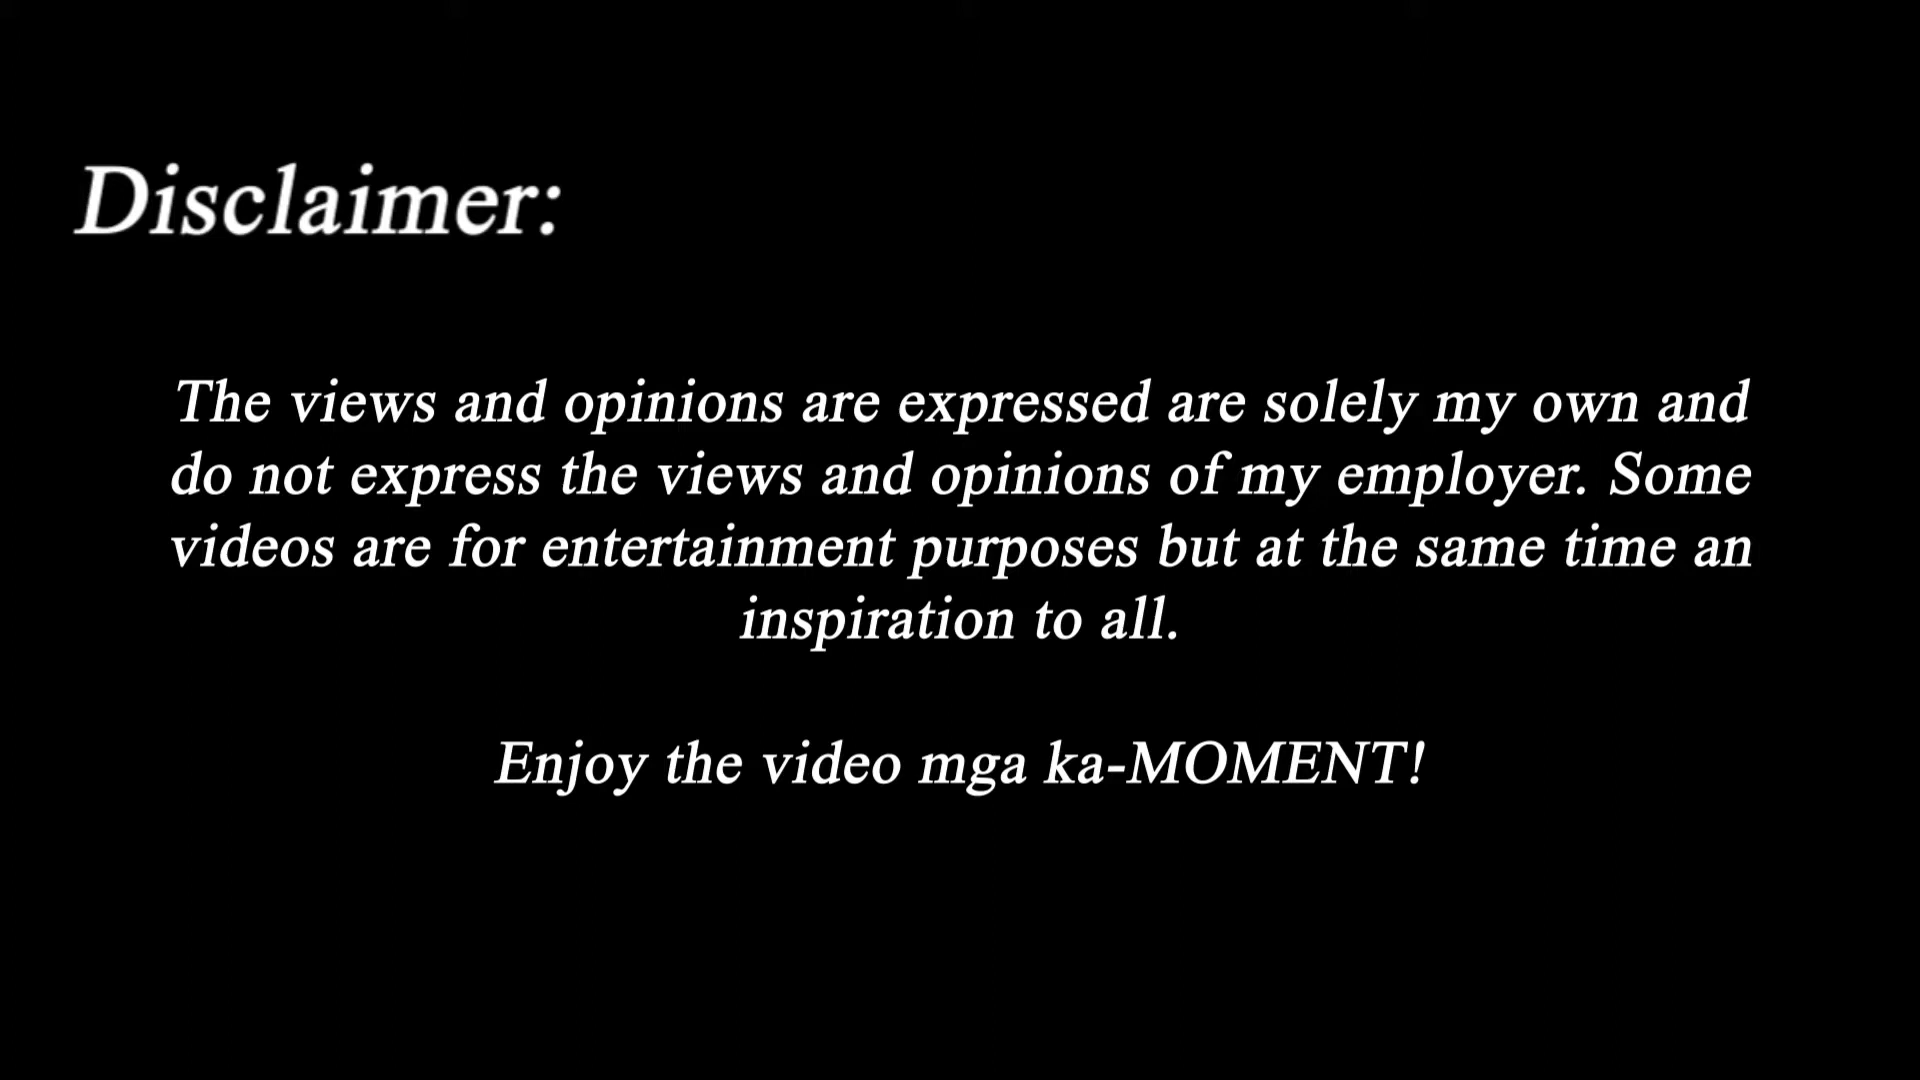 Disclaimer:
The views and opinions are expressed are solely my own and
do not express the views and opinions of my employer. Some
videos are for entertainment purposes but at the same time an
inspiration to all.
Enjoy the video mga ka-MOMENT!